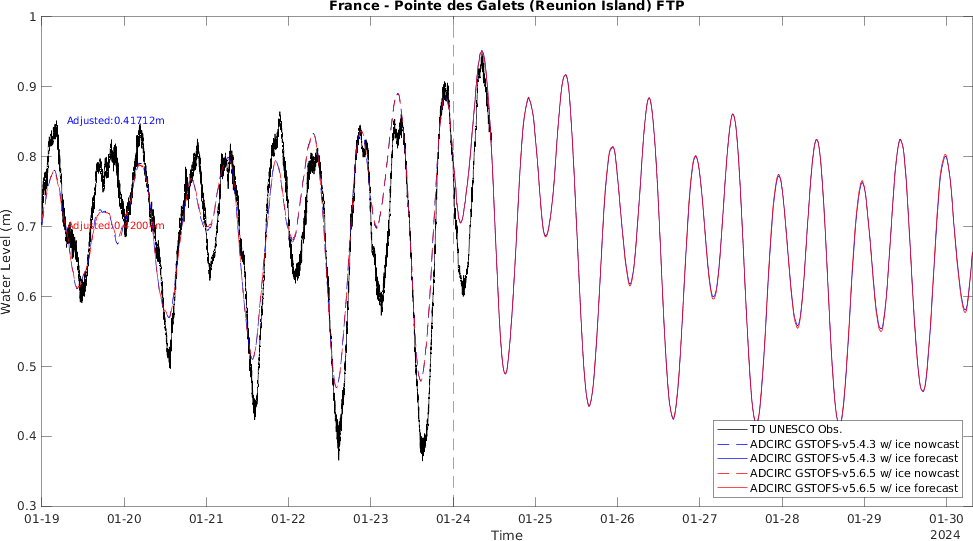 France - Pointe des Galets (Reunion Island) FTP
Water Level (m)
1
0.9
0.8
0.7
0.6
0.5
0.4
0.3
Adjusted:0.41712m
01-19
01-20
01-21
01-22
01-23
01-24
01-25
01-26
01-27
01-28
01-29
01-30
2024
Time
TD UNESCO Obs.
ADCIRC GSTOFS-v5.4.3 w/ ice nowcast
ADCIRC GSTOFS-v5.4.3 w/ ice forecast
ADCIRC GSTOFS-v5.6.5 w/ ice nowcast
ADCIRC GSTOFS-v5.6.5 w/ ice forecast